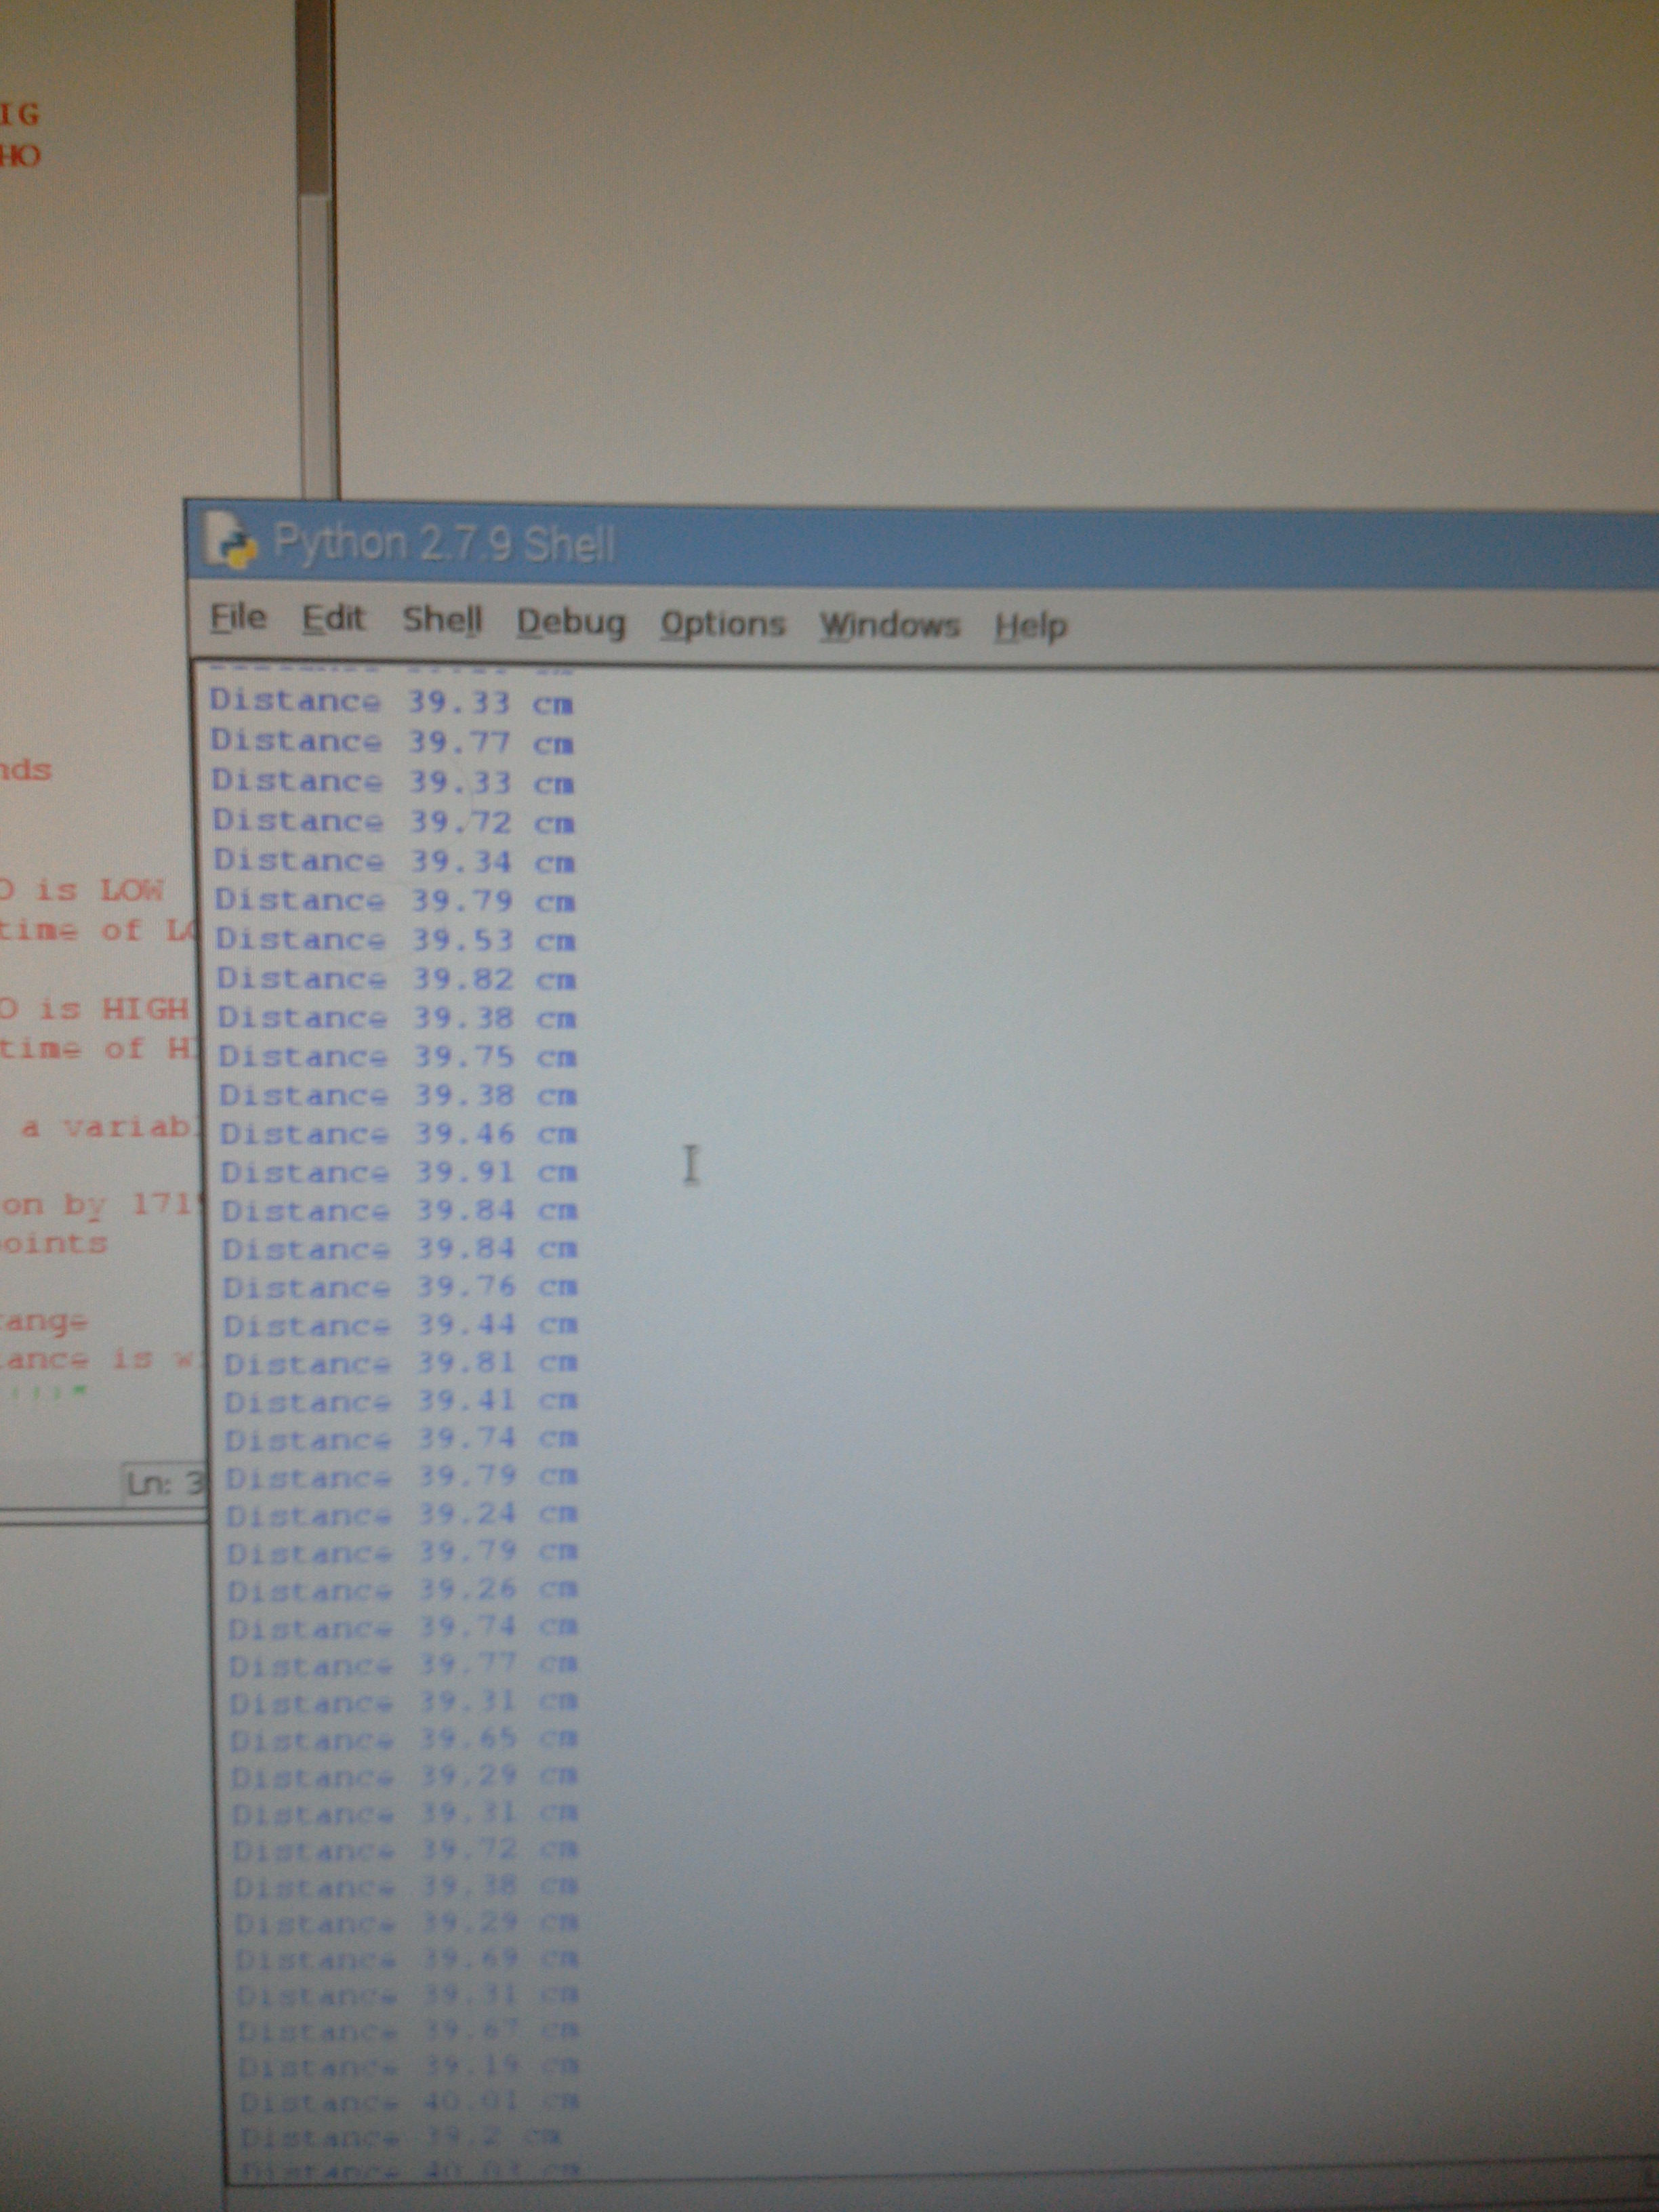 IG
HO
nds
O is LOW
time of LO
O is HIGH
time of HI
a variabl
on by 171
points
range
tance is w
Ln: 3
Python 2.7.9 Shell
File Edit Shell Debug Options Windows Help
Distance 39.33 cm
Distance 39.77 cm
Distance 39.33 cm
Distance 39.72 cm
Distance 39.34 cm
Distance 39.79 cm
Distance 39.53 cm
Distance 39.82 cm
Distance 39.38 cm
Distance 39.75 cm
Distance 39.38 cm
Distance 39.46 cm
Distance 39.91 cm
Distance 39.84 cm
Distance 39.84 cm
Distance 39.76 cm
Distance 39.44 cm
Distance 39.81 cm
Distance 39.41 cm
Distance 39.74 cm
Distance 39.79 cm
Distance 39.24 cm
Distance 39.79 cm
Distance 39.26 cm
Distance 39.74 cm
Distance 39.77 cm
Distance 39.31 cm
Distance 39.65 cm
Distance 39.29 cm
Distance 39.31 cm
Distance 39.72 cm
Distance 39.38 cm
Distance 39.29 cm
Distance 39.69 cm
Distance 39.31 cm
Distance 39.67 cm
Distance 39.19 cm
Distance 40.01 cm
Distance 39.2 cm
Distance 40.03 cm